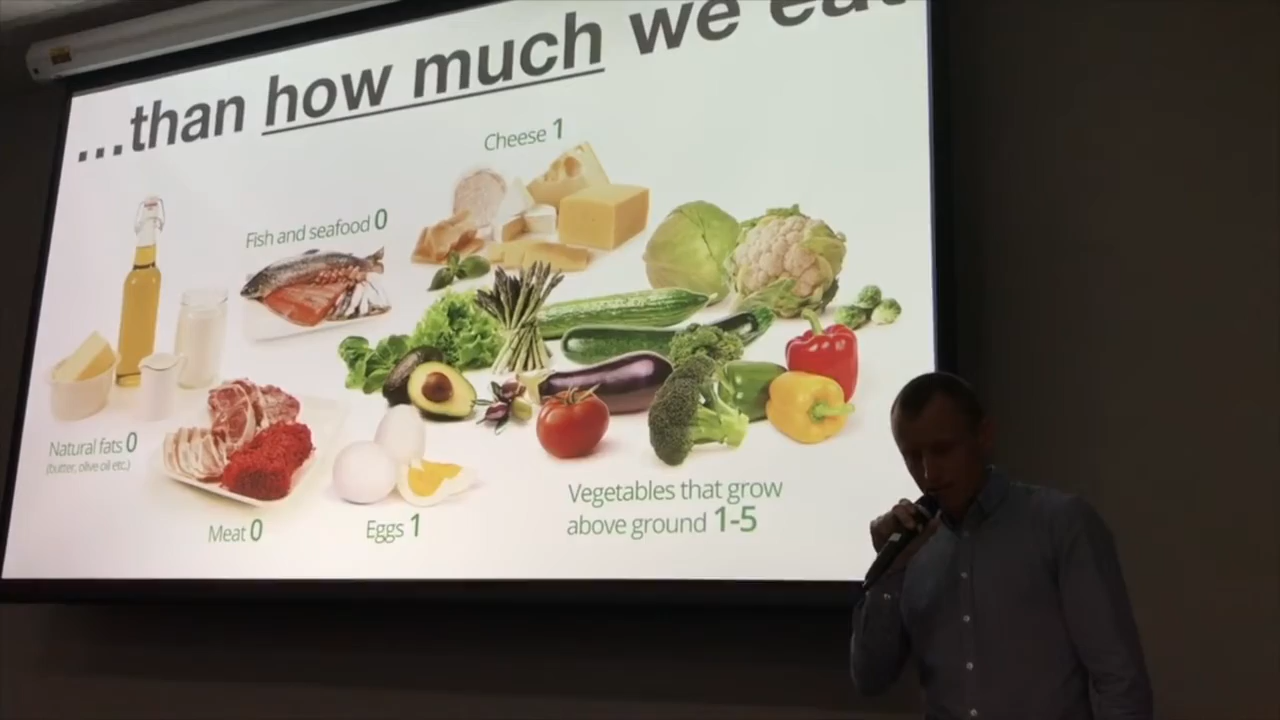 ...than how much we eat
Cheese 1
Fish and seafood 0
Natural fats 0
(butter, olive oil etc.)
Meat 0
Eggs 1
Vegetables that grow
above ground 1-5